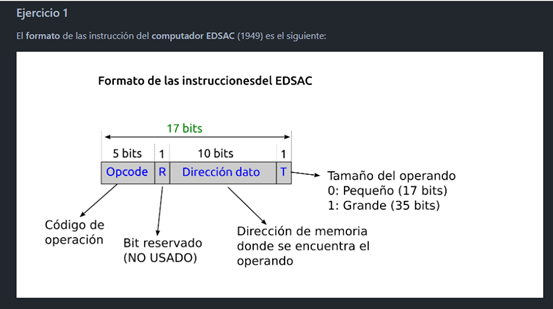 Ejercicio 1
El formato de las instrucción del computador EDSAC (1949) es el siguiente:
Formato de las instruccionesdel EDSAC
17 bits
5 bits 1 10 bits 1
Opcode R Dirección dato T
Tamaño del operando
0: Pequeño (17 bits)
1: Grande (35 bits)
Código de
operación
Bit reservado
(NO USADO)
Dirección de memoria
donde se encuentra el
operando